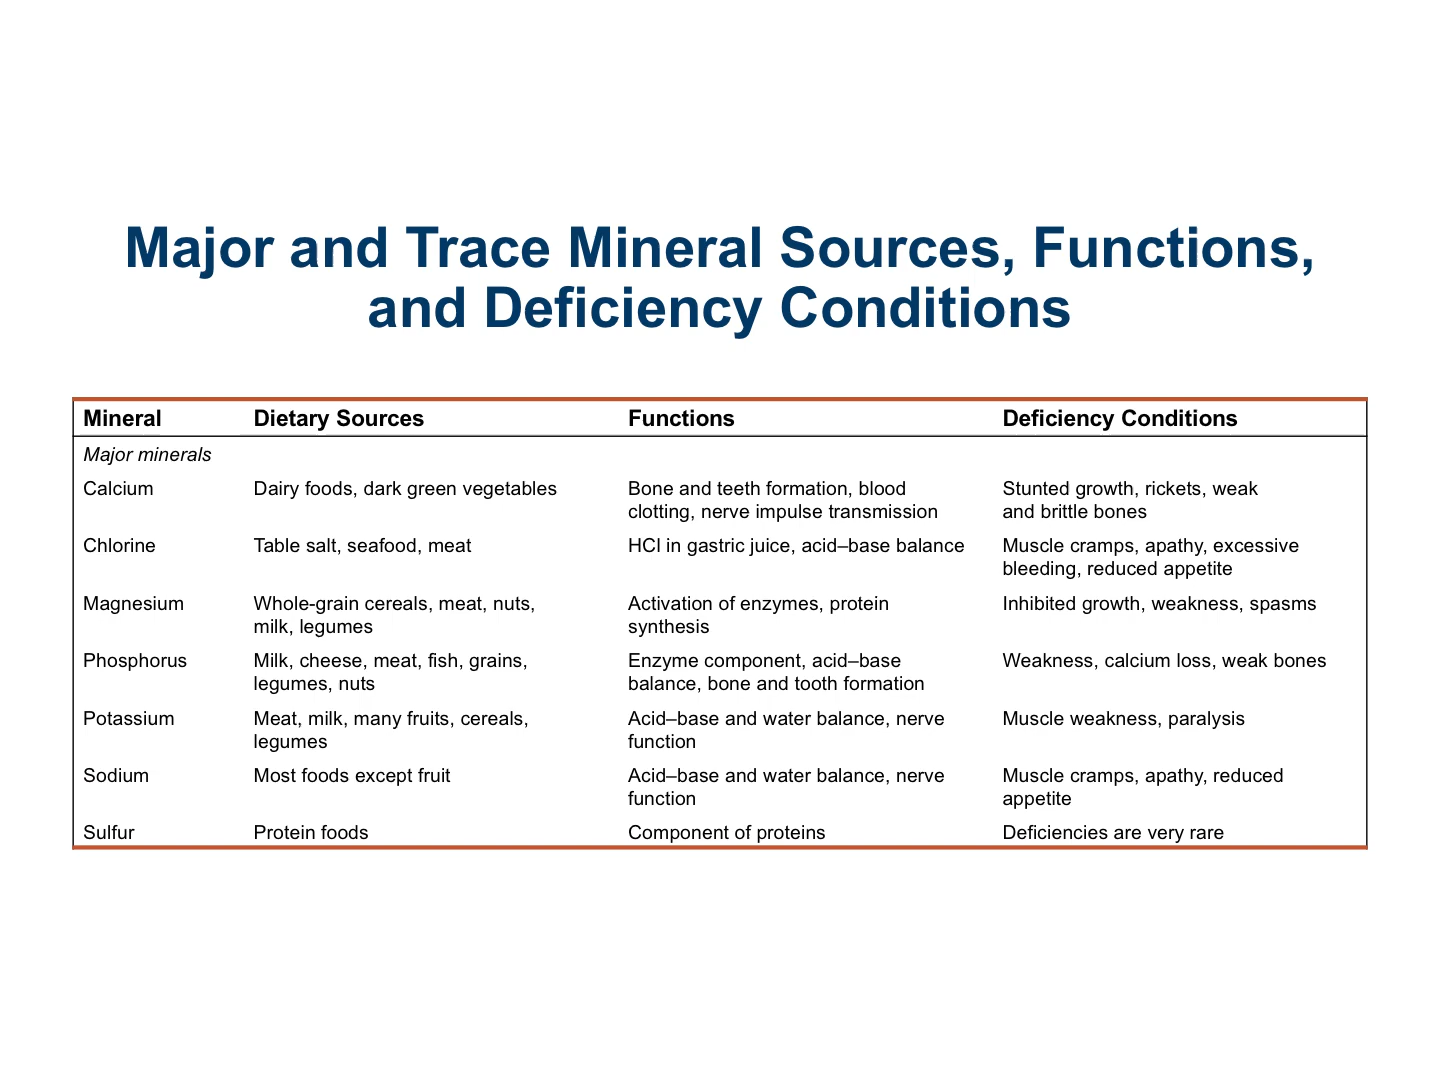 Major and Trace Mineral Sources, Functions,
and Deficiency Conditions
Mineral Dietary Sources Functions Deficiency Conditions
Major minerals
Calcium Dairy foods, dark green vegetables Bone and teeth formation, blood Stunted growth, rickets, weak
clotting, nerve impulse transmission and brittle bones
Chlorine Table salt, seafood, meat HCl in gastric juice, acid–base balance Muscle cramps, apathy, excessive
bleeding, reduced appetite
Magnesium Whole-grain cereals, meat, nuts, Activation of enzymes, protein Inhibited growth, weakness, spasms
milk, legumes synthesis
Phosphorus Milk, cheese, meat, fish, grains, Enzyme component, acid–base Weakness, calcium loss, weak bones
legumes, nuts balance, bone and tooth formation
Potassium Meat, milk, many fruits, cereals, Acid–base and water balance, nerve Muscle weakness, paralysis
legumes function
Sodium Most foods except fruit Acid–base and water balance, nerve Muscle cramps, apathy, reduced
function appetite
Sulfur Protein foods Component of proteins Deficiencies are very rare